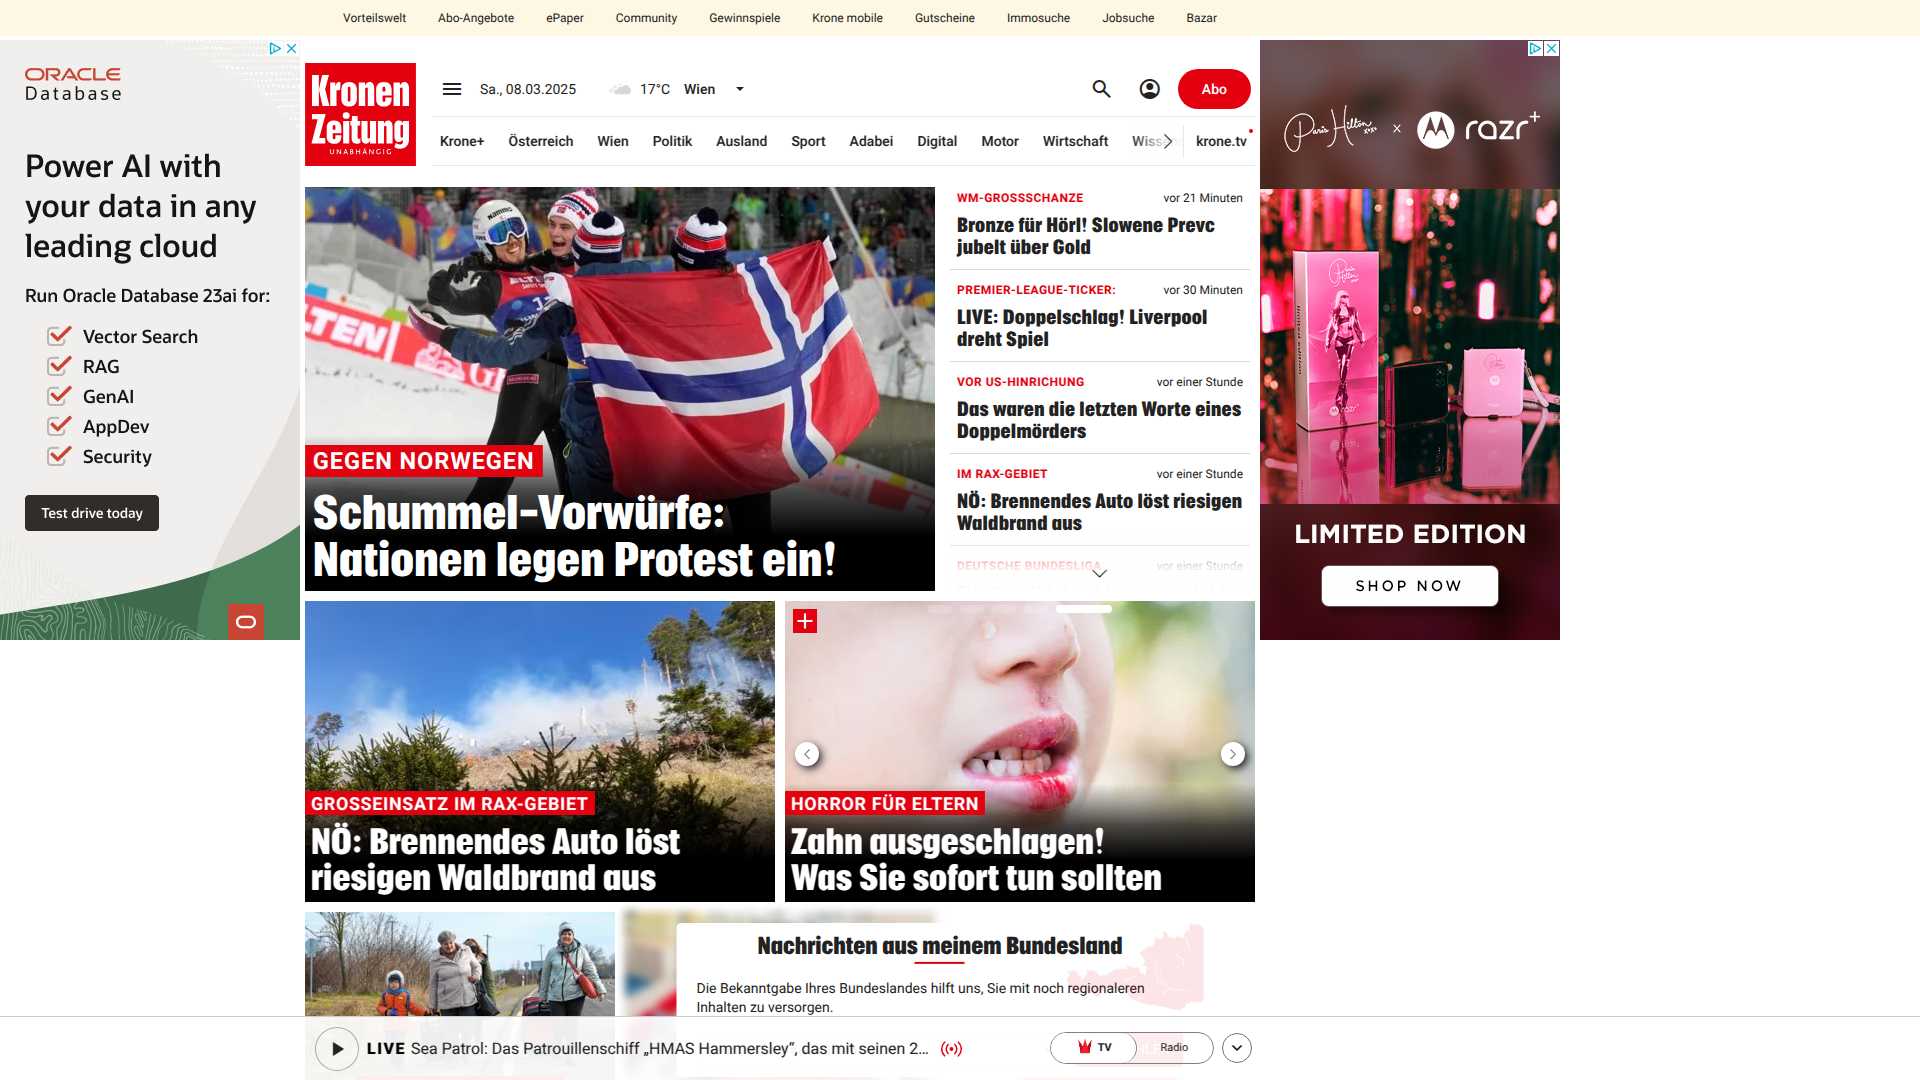 Vorteilswelt Abo-Angebote ePaper Community Gewinnspiele Krone mobile Gutscheine Immosuche Jobsuche Bazar
ORACLE
Database
Power AI with
your data in any
leading cloud
Run Oracle Database 23ai for:
Vector Search
RAG
GenAI
AppDev
Security
Test drive today
Kronen
Zeitung
UNABHÄNGIG
Sa., 08.03.2025 17°C Wien Abo
Krone+ Österreich Wien Politik Ausland Sport Adabei Digital Motor Wirtschaft krone.tv
GEGEN NORWEGEN
Schummel-Vorwürfe:
Nationen legen Protest ein!
WM-GROSSSCHANZE vor 21 Minuten
Bronze für Hörl! Slowene Prevc
jubelt über Gold
PREMIER-LEAGUE-TICKER: vor 30 Minuten
LIVE: Doppelschlag! Liverpool
dreht Spiel
VOR US-HINRICHUNG vor einer Stunde
Das waren die letzten Worte eines
Doppelmörders
IM RAX-GEBIET vor einer Stunde
NÖ: Brennendes Auto löst riesigen
Waldbrand aus
DEUTSCHE BUNDESLIGA vor einer Stunde
GROSSEINSATZ IM RAX-GEBIET
NÖ: Brennendes Auto löst
riesigen Waldbrand aus
HORROR FÜR ELTERN
Zahn ausgeschlagen!
Was Sie sofort tun sollten
Nachrichten aus meinem Bundesland
Die Bekanntgabe Ihres Bundeslandes hilft uns, Sie mit noch regionaleren
Inhalten zu versorgen.
LIVE Sea Patrol: Das Patrouillenschiff „HMAS Hammersley“, das mit seinen 2...
TV Radio
Paris Hilton x razr+
LIMITED EDITION
SHOP NOW